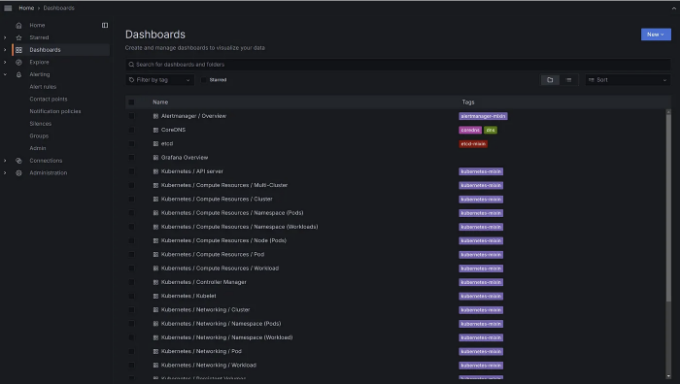 Home › Dashboards
Home
Starred
Dashboards
Explore
Alerting
Alert rules
Contact points
Notification policies
Silences
Groups
Admin
Connections
Administration
Dashboards
Create and manage dashboards to visualize your data
New
Search for dashboards and folders
Filter by tag
Starred
Sort
Name Tags
Alertmanager / Overview alertmanager-mixin
CoreDNS coredns dns
etcd etcd-mixin
Grafana Overview
Kubernetes / API server kubernetes-mixin
Kubernetes / Compute Resources / Multi-Cluster kubernetes-mixin
Kubernetes / Compute Resources / Cluster kubernetes-mixin
Kubernetes / Compute Resources / Namespace (Pods) kubernetes-mixin
Kubernetes / Compute Resources / Namespace (Workloads) kubernetes-mixin
Kubernetes / Compute Resources / Node (Pods) kubernetes-mixin
Kubernetes / Compute Resources / Pod kubernetes-mixin
Kubernetes / Compute Resources / Workload kubernetes-mixin
Kubernetes / Controller Manager kubernetes-mixin
Kubernetes / Kubelet kubernetes-mixin
Kubernetes / Networking / Cluster kubernetes-mixin
Kubernetes / Networking / Namespace (Pods) kubernetes-mixin
Kubernetes / Networking / Namespace (Workload) kubernetes-mixin
Kubernetes / Networking / Pod kubernetes-mixin
Kubernetes / Networking / Workload kubernetes-mixin
Kubernetes / Persistent Volumes kubernetes-mixin